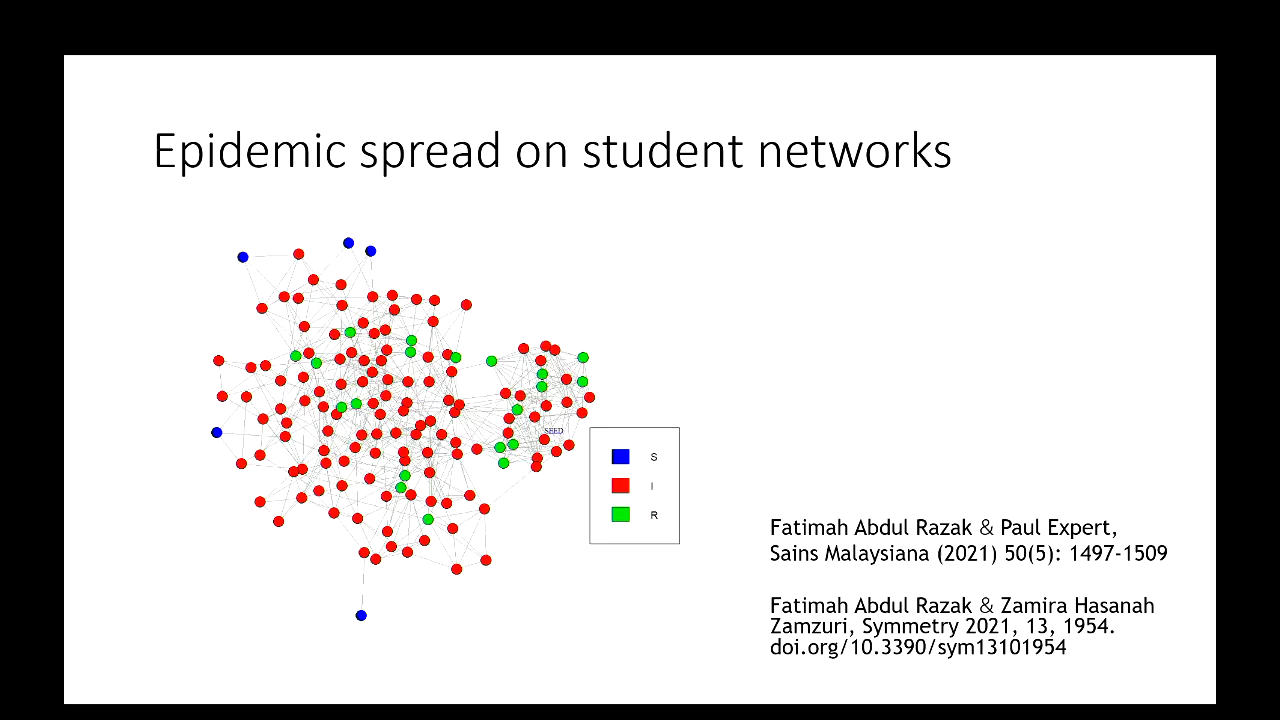 Epidemic spread on student networks
SEED
S
I
R
Fatimah Abdul Razak & Paul Expert,
Sains Malaysiana (2021) 50(5): 1497-1509
Fatimah Abdul Razak & Zamira Hasanah
Zamzuri, Symmetry 2021, 13, 1954.
doi.org/10.3390/sym13101954